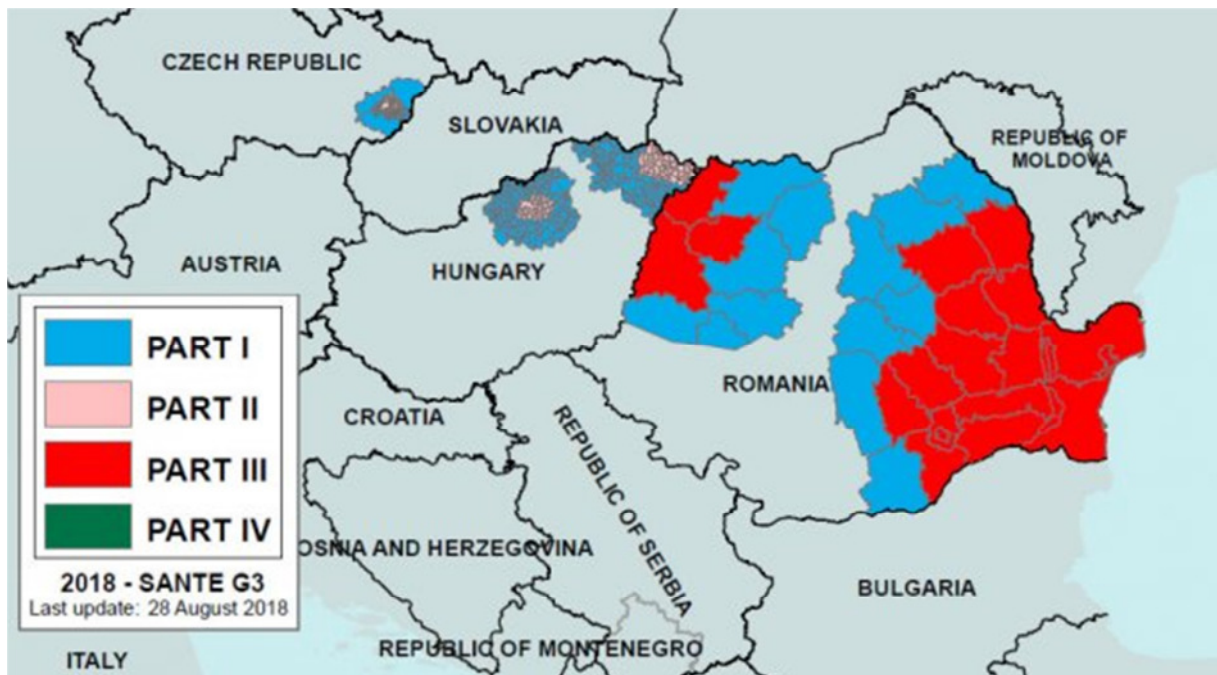 CZECH REPUBLIC
SLOVAKIA
REPUBLIC OF
MOLDOVA
AUSTRIA
HUNGARY
ROMANIA
CROATIA
REPUBLIC OF SERBIA
OSNIA AND HERZEGOVINA
BULGARIA
REPUBLIC OF MONTENEGRO
ITALY
PART I
PART II
PART III
PART IV
2018 - SANTE G3
Last update: 28 August 2018